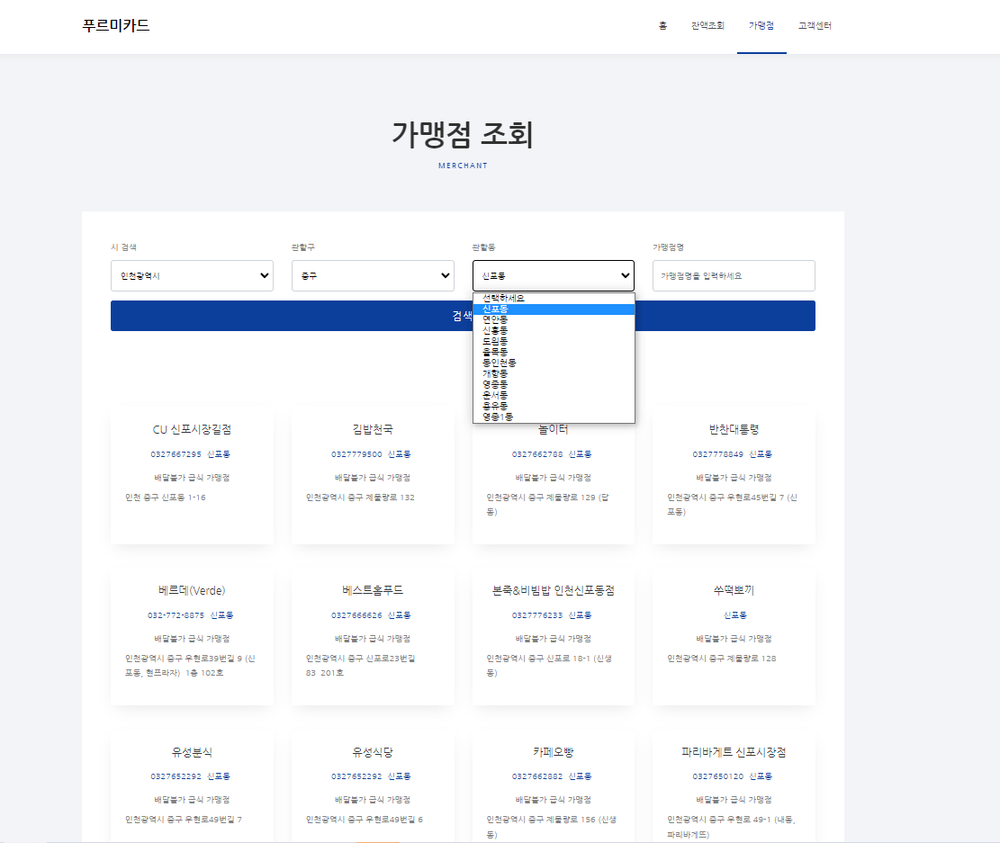 푸르미카드
홈 잔액조회 가맹점 고객센터
가맹점 조회
MERCHANT
시 검색 관할구 관할동 가맹점명
인천광역시 중구 신포동 가맹점명을 입력하세요
검색
선택하세요
신포동
연안동
신흥동
도원동
율목동
동인천동
개항동
영종동
운서동
용유동
영종1동
CU 신포시장길점
0327667295 신포동
배달불가 급식 가맹점
인천 중구 신포동 1-16
김밥천국
0327779500 신포동
배달불가 급식 가맹점
인천광역시 중구 제물량로 132
놀이터
0327662788 신포동
배달불가 급식 가맹점
인천광역시 중구 제물량로 129 (답
동)
반찬대통령
0327778849 신포동
배달불가 급식 가맹점
인천광역시 중구 우현로45번길 7 (신
포동)
베르데(Verde)
032-772-8875 신포동
배달불가 급식 가맹점
인천광역시 중구 우현로39번길 9 (신
포동, 현프라자) 1층 102호
베스트홈푸드
0327666626 신포동
배달불가 급식 가맹점
인천광역시 중구 신포로23번길
83 201호
본죽&비빔밥 인천신포동점
0327776233 신포동
배달불가 급식 가맹점
인천광역시 중구 신포로 18-1 (신생
동)
쑤떡뽀끼
신포동
배달불가 급식 가맹점
인천광역시 중구 제물량로 128
유성분식
0327652292 신포동
배달불가 급식 가맹점
인천광역시 중구 우현로49번길 7
유성식당
0327652292 신포동
배달불가 급식 가맹점
인천광역시 중구 우현로49번길 6
카페오빵
0327662882 신포동
배달불가 급식 가맹점
인천광역시 중구 제물량로 156 (신생
동)
파리바게트 신포시장점
0327650120 신포동
배달불가 급식 가맹점
인천광역시 중구 우현로 49-1 (내동,
파리바게뜨)